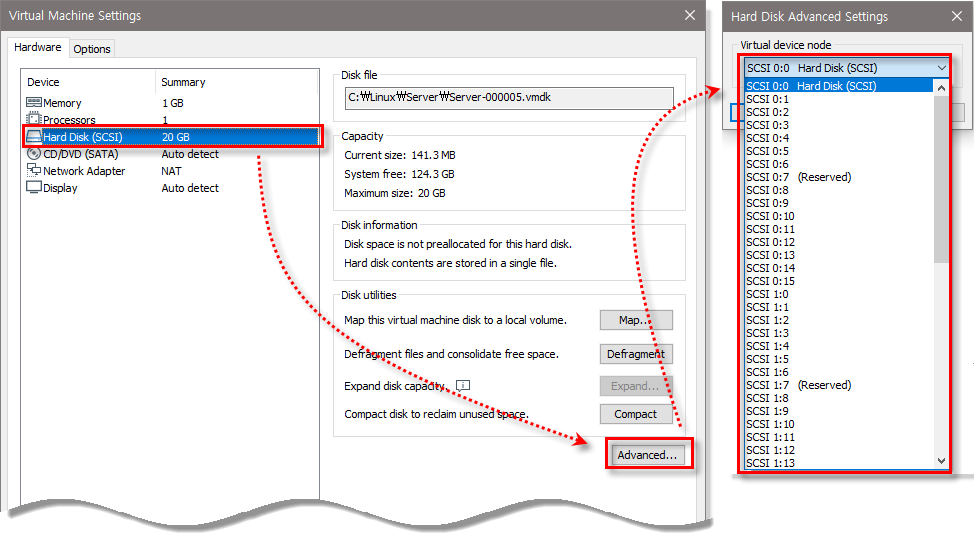 Virtual Machine Settings
Hardware Options
Device Summary
Memory 1 GB
Processors 1
Hard Disk (SCSI) 20 GB
CD/DVD (SATA) Auto detect
Network Adapter NAT
Display Auto detect
Disk file
C:₩Linux₩Server₩Server-000005.vmdk
Capacity
Current size: 141.3 MB
System free: 124.3 GB
Maximum size: 20 GB
Disk information
Disk space is not preallocated for this hard disk.
Hard disk contents are stored in a single file.
Disk utilities
Map this virtual machine disk to a local volume. Map...
Defragment files and consolidate free space. Defragment
Expand disk capacity. Expand...
Compact disk to reclaim unused space. Compact
Advanced...
Hard Disk Advanced Settings
Virtual device node
SCSI 0:0 Hard Disk (SCSI)
SCSI 0:0 Hard Disk (SCSI)
SCSI 0:1
SCSI 0:2
SCSI 0:3
SCSI 0:4
SCSI 0:5
SCSI 0:6
SCSI 0:7 (Reserved)
SCSI 0:8
SCSI 0:9
SCSI 0:10
SCSI 0:11
SCSI 0:12
SCSI 0:13
SCSI 0:14
SCSI 0:15
SCSI 1:0
SCSI 1:1
SCSI 1:2
SCSI 1:3
SCSI 1:4
SCSI 1:5
SCSI 1:6
SCSI 1:7 (Reserved)
SCSI 1:8
SCSI 1:9
SCSI 1:10
SCSI 1:11
SCSI 1:12
SCSI 1:13